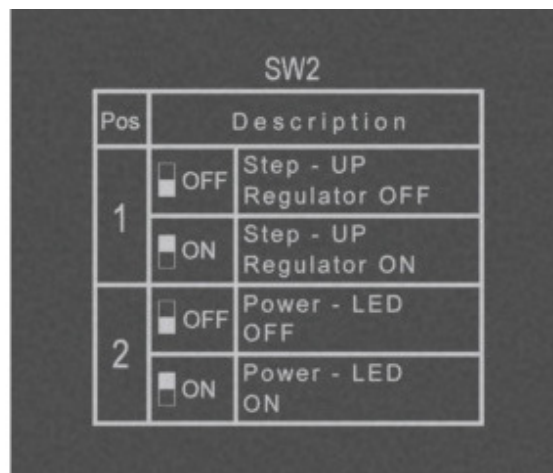 SW2
Pos Description
1
OFF Step - UP
Regulator OFF
ON Step - UP
Regulator ON
2
OFF Power - LED
OFF
ON Power - LED
ON